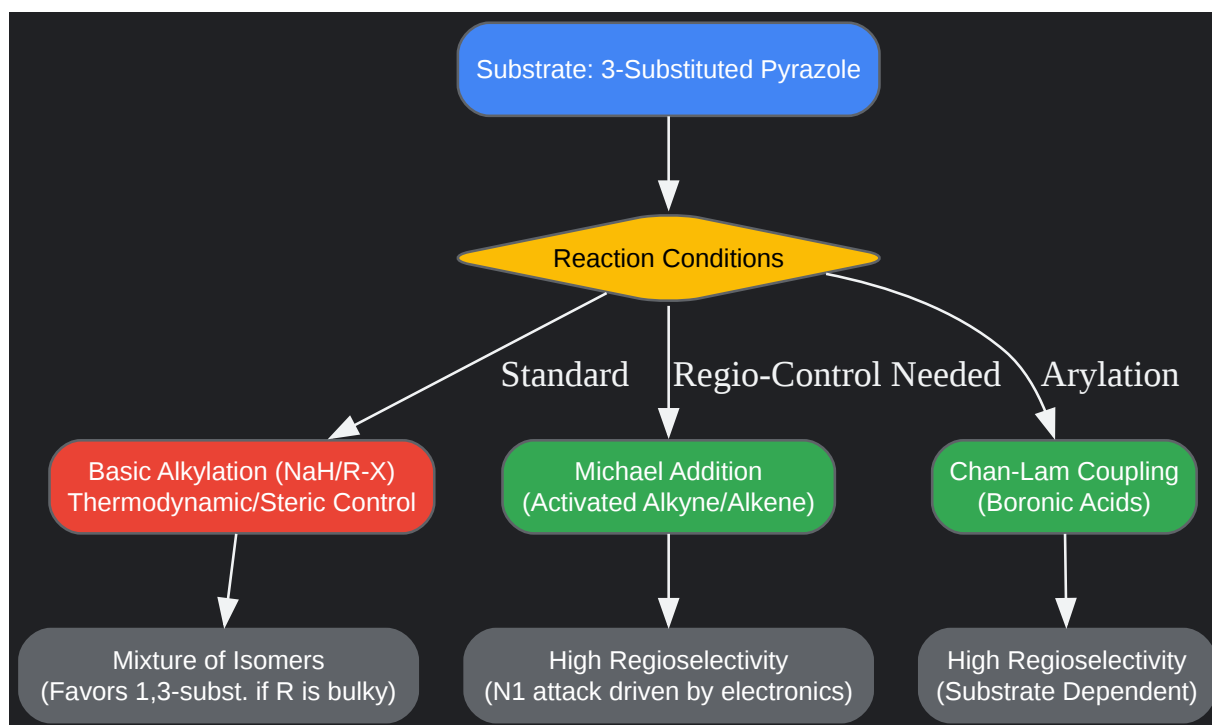 Substrate: 3-Substituted Pyrazole
Reaction Conditions
Standard
Regio-Control Needed
Arylation
Basic Alkylation (NaH/R-X)
Thermodynamic/Steric Control
Michael Addition
(Activated Alkyne/Alkene)
Chan-Lam Coupling
(Boronic Acids)
Mixture of Isomers
(Favors 1,3-subst. if R is bulky)
High Regioselectivity
(N1 attack driven by electronics)
High Regioselectivity
(Substrate Dependent)